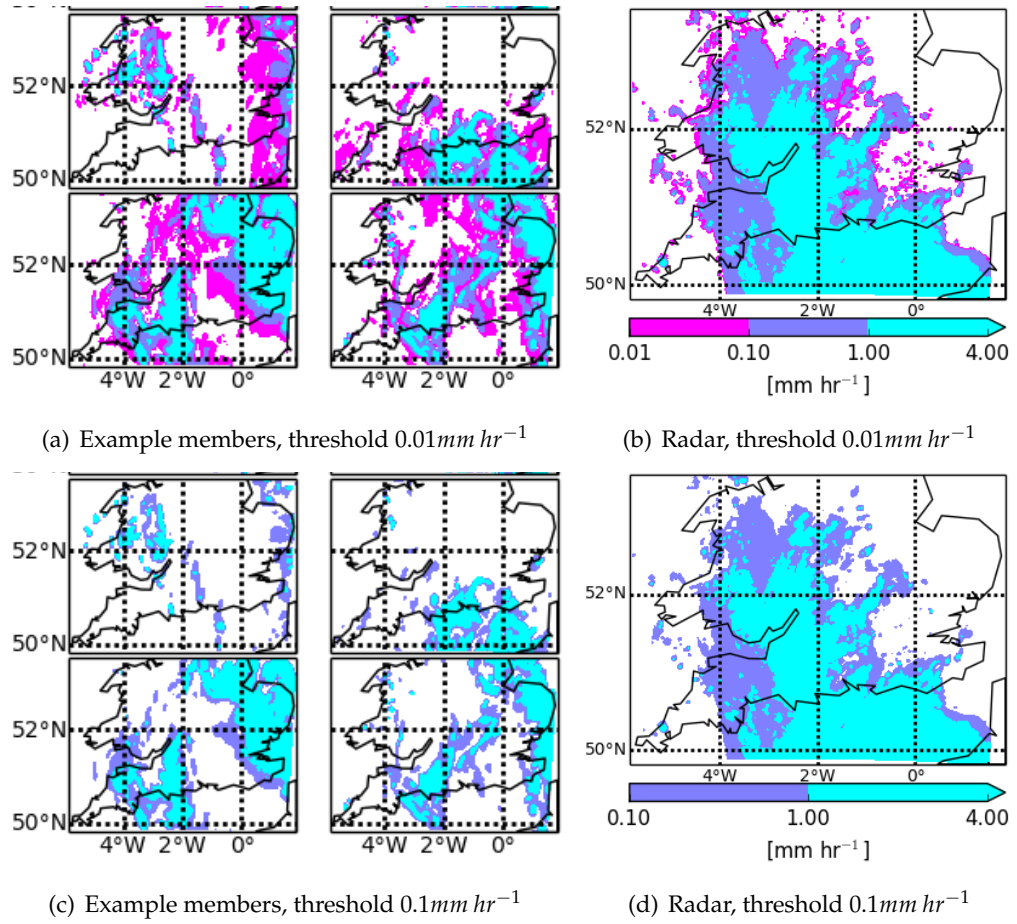 52°N
50°N
52°N
50°N
4°W 2°W 0°
4°W 2°W 0°
52°N
50°N
4°W 2°W 0°
0.01 0.10 1.00 4.00
[mm hr⁻¹]
(a) Example members, threshold 0.01mm hr⁻¹
(b) Radar, threshold 0.01mm hr⁻¹
52°N
50°N
52°N
50°N
4°W 2°W 0°
4°W 2°W 0°
52°N
50°N
4°W 2°W 0°
0.10 1.00 4.00
[mm hr⁻¹]
(c) Example members, threshold 0.1mm hr⁻¹
(d) Radar, threshold 0.1mm hr⁻¹